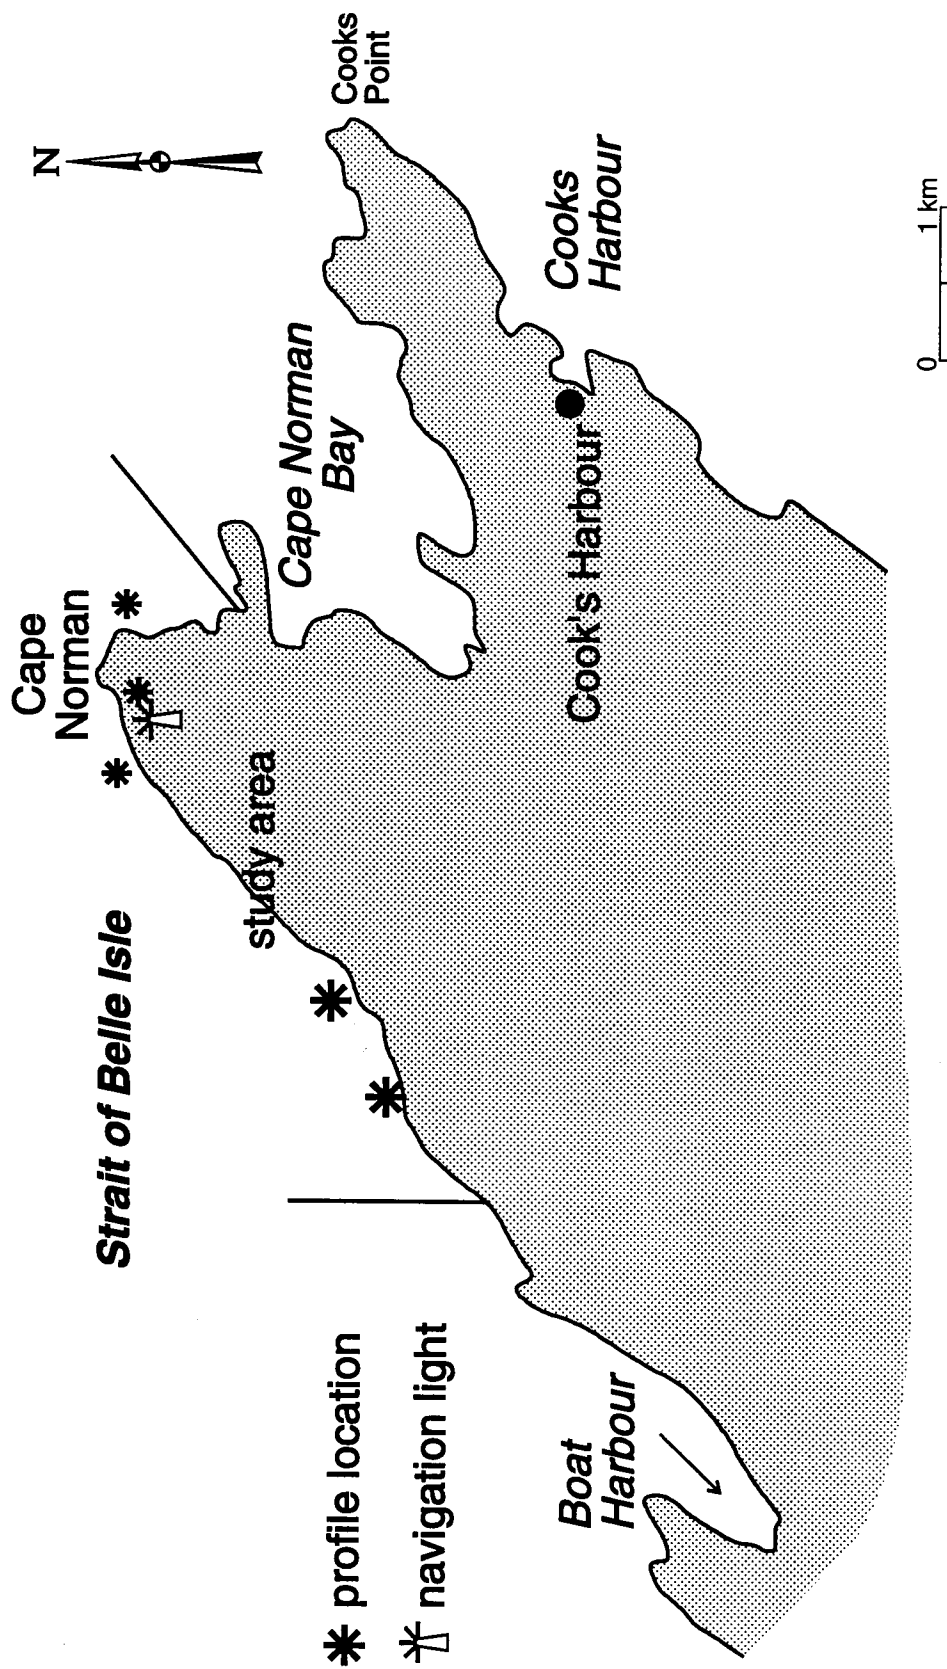 N
Cooks
Point
Cape
Norman
Cape Norman
Bay
Cooks
Harbour
Cook's Harbour
study area
Strait of Belle Isle
Boat
Harbour
profile location
navigation light
0 1 km